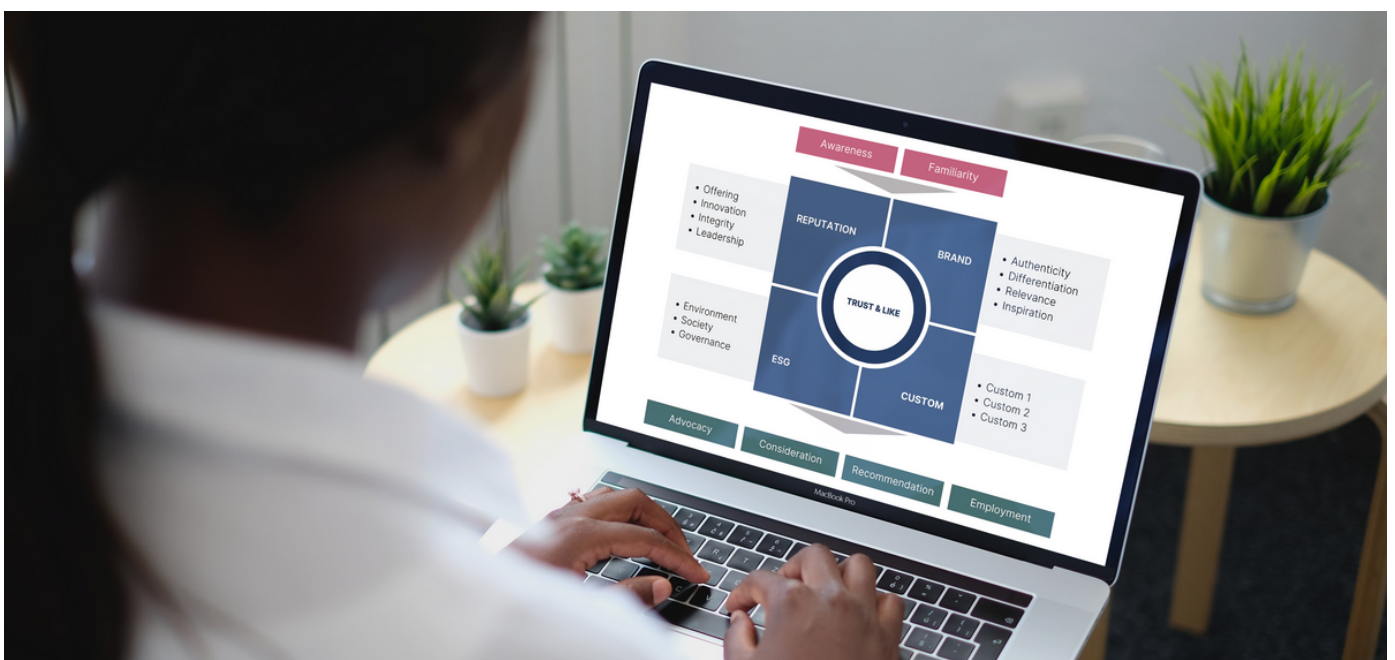 Awareness
Familiarity
• Offering
• Innovation
• Integrity
• Leadership
REPUTATION
BRAND
• Authenticity
• Differentiation
• Relevance
• Inspiration
TRUST & LIKE
• Environment
• Society
• Governance
ESG
CUSTOM
• Custom 1
• Custom 2
• Custom 3
Advocacy
Consideration
Recommendation
Employment
MacBook Pro